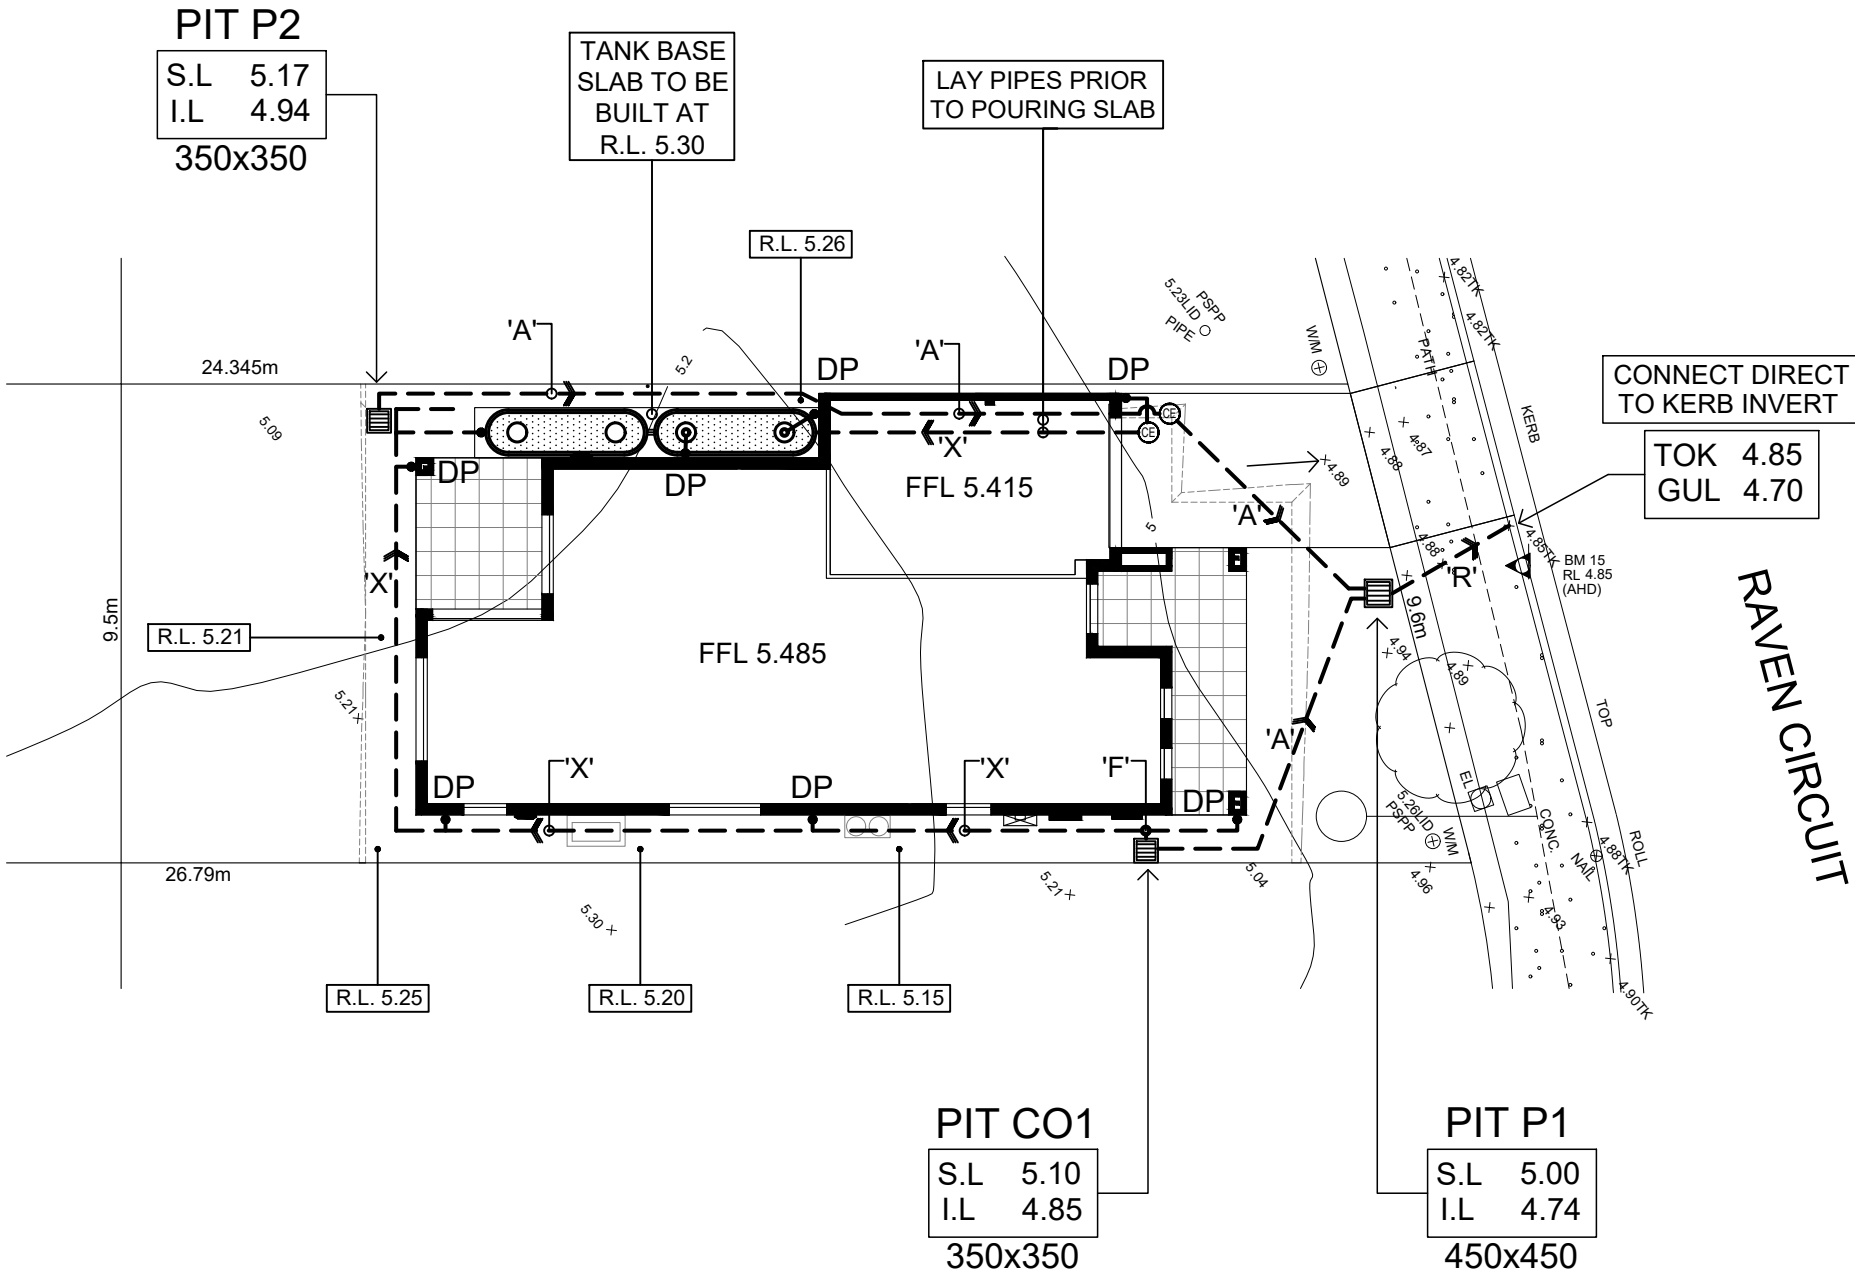 PIT P2
S.L 5.17
I.L 4.94
350x350
TANK BASE
SLAB TO BE
BUILT AT
R.L. 5.30
LAY PIPES PRIOR
TO POURING SLAB
R.L. 5.26
5.23LID
PSPP
PIPE
W/M
4.82TK
4.82TK
PATH
KERB
CONNECT DIRECT
TO KERB INVERT
TOK 4.85
GUL 4.70
24.345m
'A'
'A'
5.2
DP
DP
5.09
CE
CE
'X'
DP
DP
FFL 5.415
4.89
4.88
4.87
'A'
5
4.88
4.85TK
BM 15
RL 4.85
(AHD)
'R'
9.5m
'X'
R.L. 5.21
FFL 5.485
9.6m
4.94
4.89
RAVEN CIRCUIT
5.21
TOP
'X'
'X'
'F'
'A'
DP
DP
DP
EL
5.26LID
PSPP
W/M
CONC.
NAIL
4.88TK
ROLL
26.79m
5.30
5.21
5.04
4.96
4.93
4.90TK
R.L. 5.25
R.L. 5.20
R.L. 5.15
PIT CO1
S.L 5.10
I.L 4.85
350x350
PIT P1
S.L 5.00
I.L 4.74
450x450